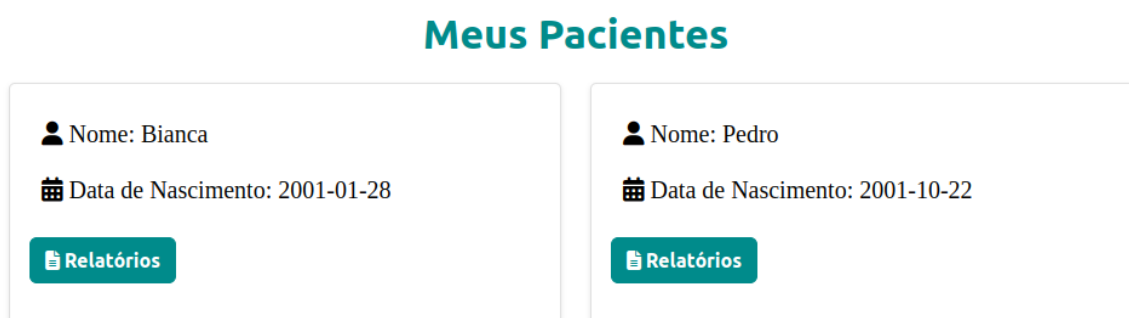 Meus Pacientes
Nome: Bianca
Data de Nascimento: 2001-01-28
Relatórios
Nome: Pedro
Data de Nascimento: 2001-10-22
Relatórios